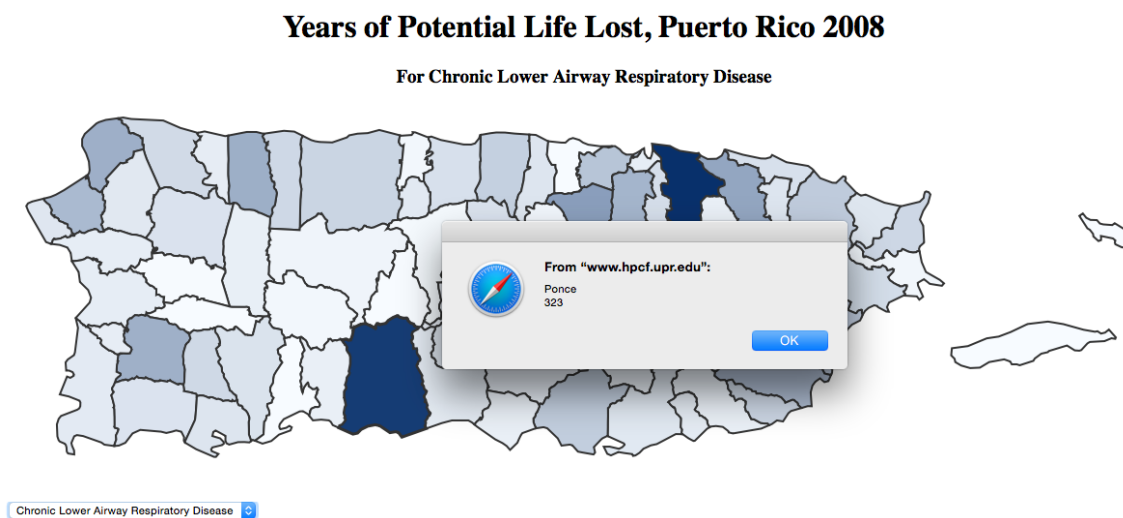 Years of Potential Life Lost, Puerto Rico 2008
For Chronic Lower Airway Respiratory Disease
From “www.hpcf.upr.edu”:
Ponce
323
OK
Chronic Lower Airway Respiratory Disease